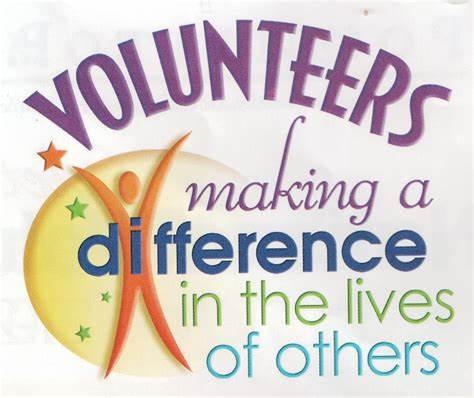 VOLUNTEERS
making a
difference
in the lives
of others